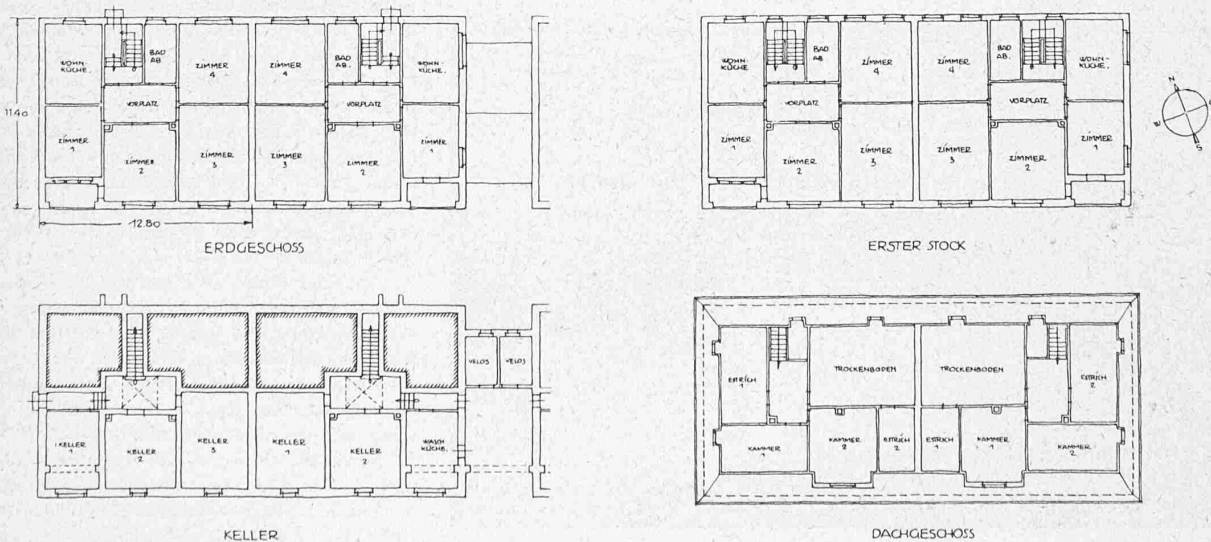 WOHN-
KÜCHE.
BAD
AB
ZIMMER
4
ZIMMER
4
BAD
AB.
WOHN-
KÜCHE.
VORPLATZ
VORPLATZ
1140
ZIMMER
1
ZIMMER
2
ZIMMER
3
ZIMMER
3
ZIMMER
2
ZIMMER
1
12.80
ERDGESCHOSS
WOHN-
KÜCHE
BAD
AB
ZIMMER
4
ZIMMER
4
BAD
AB.
WOHN-
KÜCHE.
VORPLATZ
VORPLATZ
ZIMMER
1
ZIMMER
2
ZIMMER
3
ZIMMER
3
ZIMMER
2
ZIMMER
1
N
O
W
S
ERSTER STOCK
VELOS
VELOS
1 KELLER
KELLER
2
KELLER
3
KELLER
1
KELLER
2
WASCH
KÜCHE.
KELLER
ESTRICH
1
TROCKENBODEN
TROCKENBODEN
ESTRICH
2
KAMMER
1
KAMMER
2
ESTRICH
2
ESTRICH
1
KAMMER
1
KAMMER
2
DACHGESCHOSS